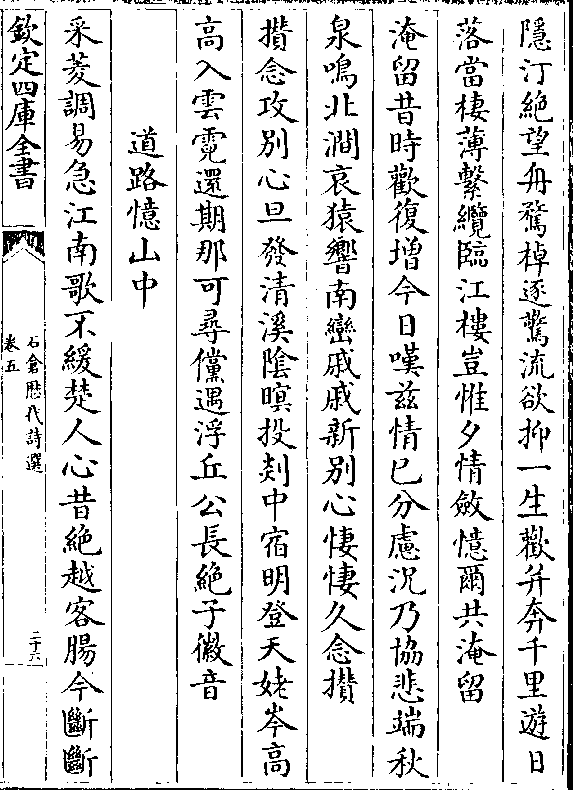 隱汀絶望舟騖棹逐驚流欲抑一生歡并奔千里遊日
落當棲薄繫纜臨江樓豈惟夕情斂憶爾共淹留
淹留昔時歡復增今日嘆兹情已分慮況乃協悲端秋
泉鳴北澗哀猿響南巒戚戚新别心悽悽久念攅
攅念攻别心旦發清溪隂暝投剡中宿明登天姥岑高
高入雲霓還期那可尋儻遇浮丘公長絶子徽音
道路憶山中
采菱調易急江南歌不緩楚人心昔絶越客腸今斷斷
欽定四庫全書
石倉歴代詩選
卷五
二十六